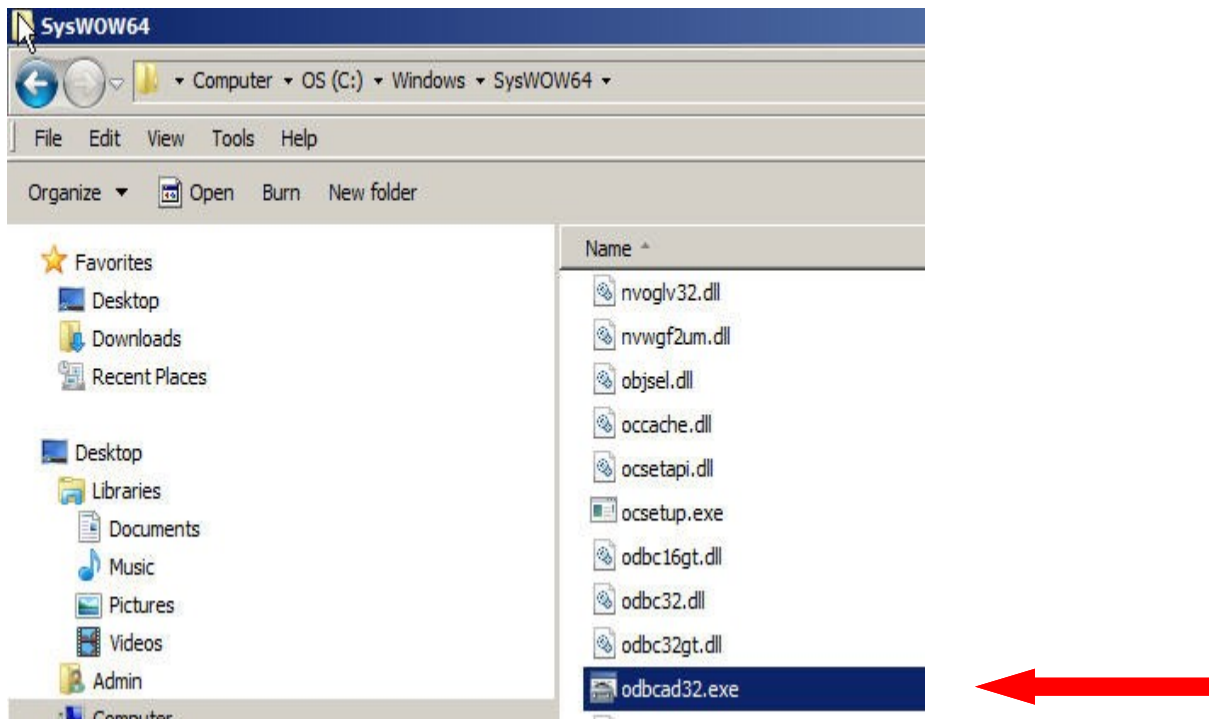 SysWOW64
Computer OS (C:) Windows SysWOW64
File Edit View Tools Help
Organize Open Burn New folder
Favorites
Desktop
Downloads
Recent Places
Desktop
Libraries
Documents
Music
Pictures
Videos
Admin
Computer
Name
nvoglv32.dll
nvwgf2um.dll
objsel.dll
occache.dll
ocsetapi.dll
ocsetup.exe
odbc16gt.dll
odbc32.dll
odbc32gt.dll
odbcad32.exe